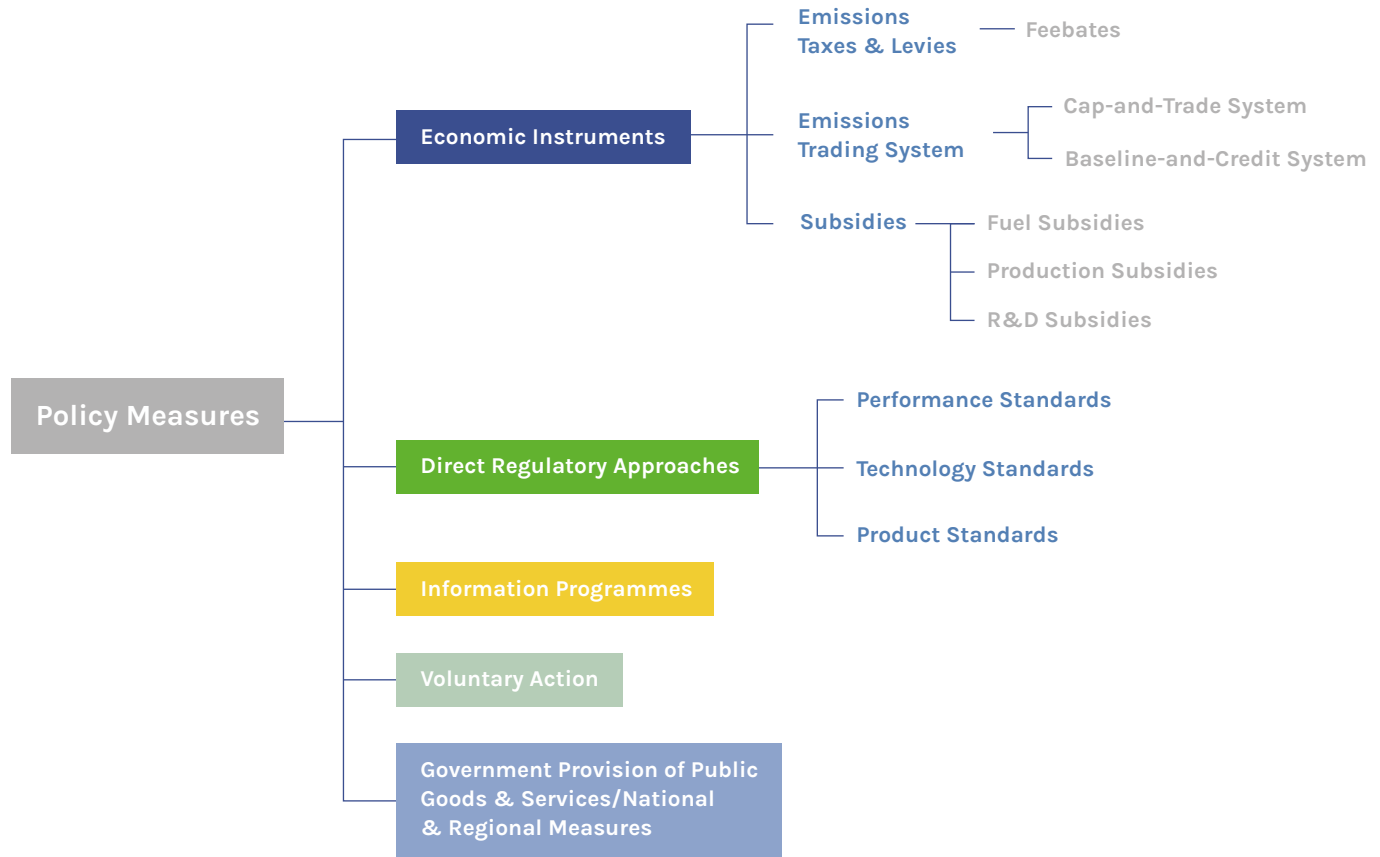 Policy Measures
Economic Instruments
Emissions
Taxes & Levies
Feebates
Emissions
Trading System
Cap-and-Trade System
Baseline-and-Credit System
Subsidies
Fuel Subsidies
Production Subsidies
R&D Subsidies
Direct Regulatory Approaches
Performance Standards
Technology Standards
Product Standards
Information Programmes
Voluntary Action
Government Provision of Public
Goods & Services/National
& Regional Measures